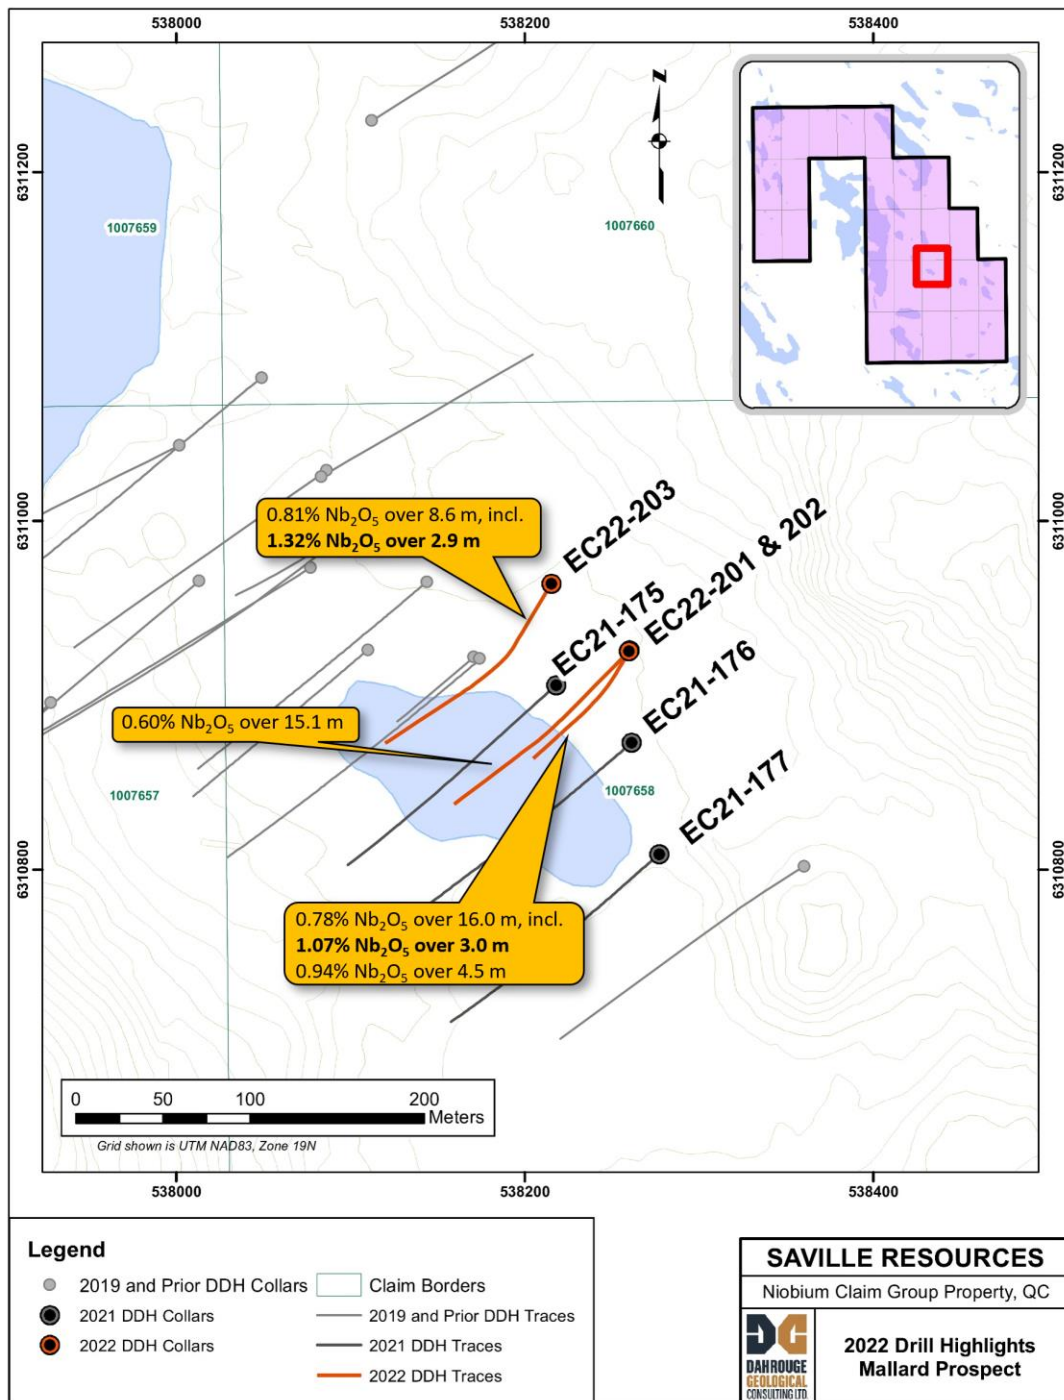 538000
538200
538400
6311200
6311200
N
1007659
1007660
6311000
6311000
0.81% Nb₂O₅ over 8.6 m, incl.
1.32% Nb₂O₅ over 2.9 m
EC22-203
EC22-201 & 202
EC21-175
EC21-176
0.60% Nb₂O₅ over 15.1 m
EC21-177
1007657
1007658
6310800
6310800
0.78% Nb₂O₅ over 16.0 m, incl.
1.07% Nb₂O₅ over 3.0 m
0.94% Nb₂O₅ over 4.5 m
0
50
100
200
Meters
Grid shown is UTM NAD83, Zone 19N
538000
538200
538400
Legend
2019 and Prior DDH Collars
2021 DDH Collars
2022 DDH Collars
Claim Borders
2019 and Prior DDH Traces
2021 DDH Traces
2022 DDH Traces
SAVILLE RESOURCES
Niobium Claim Group Property, QC
DG
DAHROUGE
GEOLOGICAL
CONSULTING LTD.
2022 Drill Highlights
Mallard Prospect